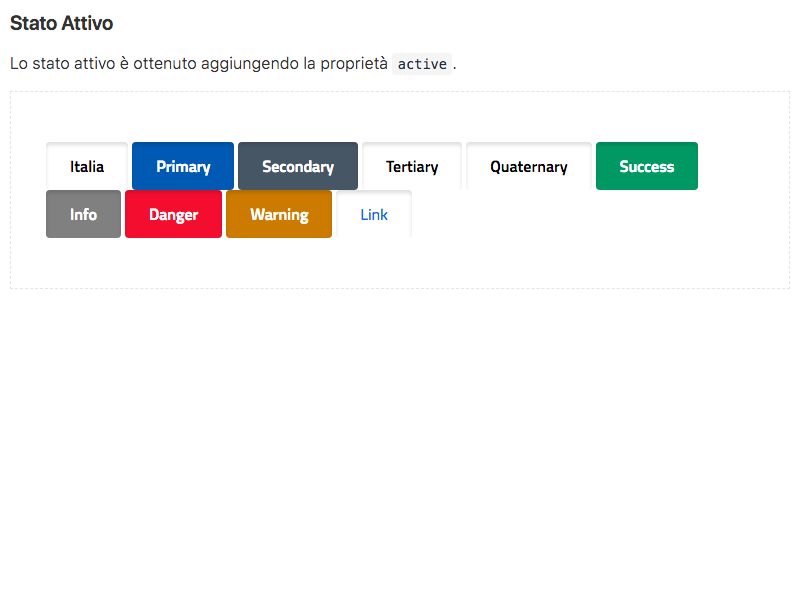 Stato Attivo
Lo stato attivo è ottenuto aggiungendo la proprietà active.
Italia Primary Secondary Tertiary Quaternary Success
Info Danger Warning Link